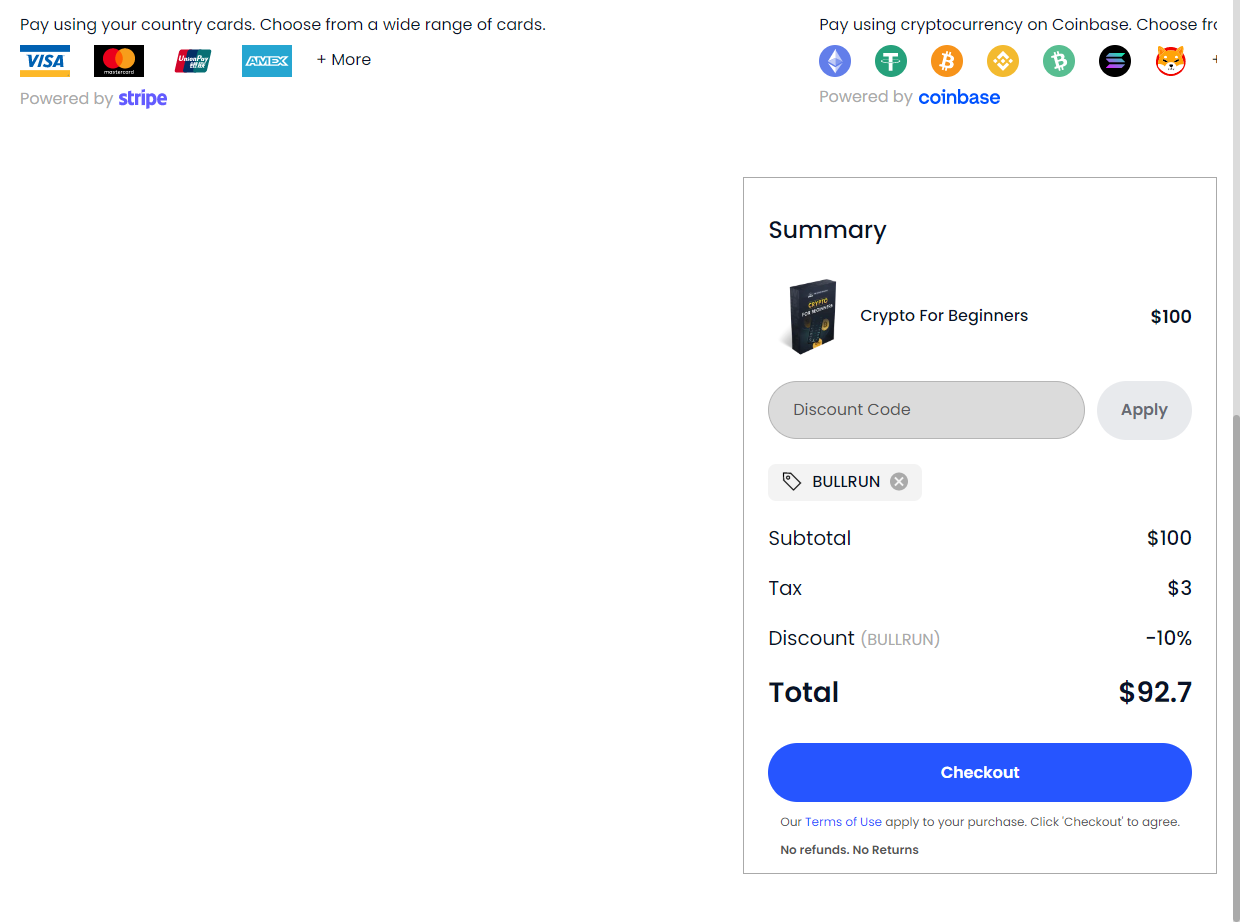 Pay using your country cards. Choose from a wide range of cards.
VISA
mastercard
UnionPay
银联
AMEX
+ More
Powered by stripe
Pay using cryptocurrency on Coinbase. Choose fr
+
Powered by coinbase
Summary
CRYPTO
FOR BEGINNERS
Crypto For Beginners
$100
Discount Code
Apply
BULLRUN
Subtotal
$100
Tax
$3
Discount (BULLRUN)
-10%
Total
$92.7
Checkout
Our Terms of Use apply to your purchase. Click 'Checkout' to agree.
No refunds. No Returns